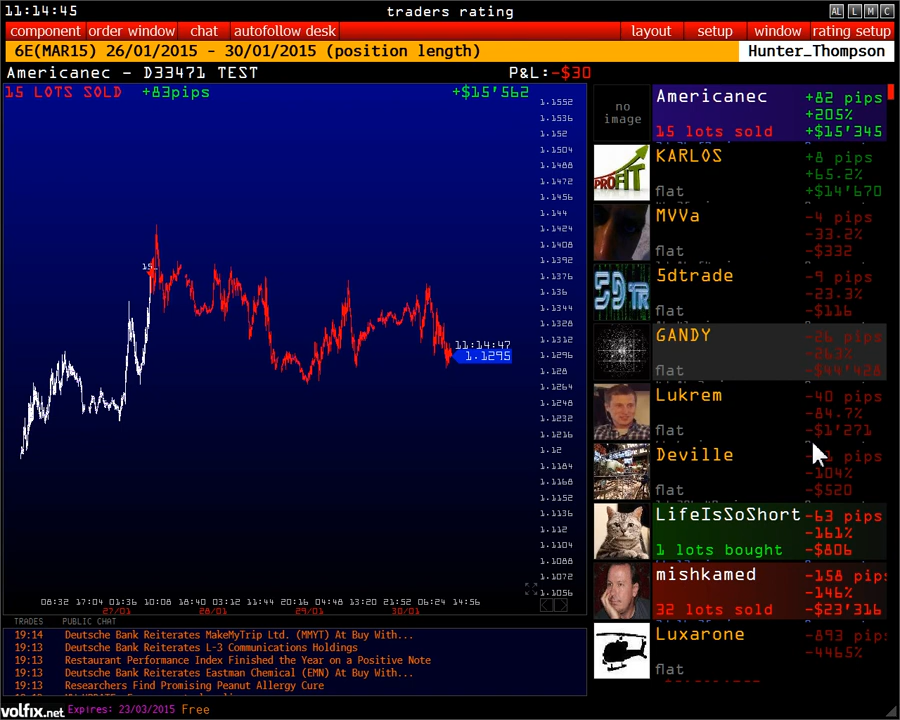 11:14:45
traders rating
AL L M C
component order window chat autofollow desk layout setup window rating setup
6E(MAR15) 26/01/2015 - 30/01/2015 (position length)
Hunter_Thompson
Americanec - D33471 TEST
P&L:-$30
15 LOTS SOLD +83pips +$15'562
1.1552
1.1536
1.152
1.1504
1.1488
1.1472
1.1456
1.144
1.1424
1.1408
1.1392
1.1376
1.136
1.1344
1.1328
1.1312
1.1296
1.128
1.1264
1.1248
1.1232
1.1216
1.12
1.1184
1.1168
1.1152
1.1136
1.112
1.1104
1.1088
1.1072
1.1056
15
11:14:47
1.1295
08:32 17:04 01:36 10:08 18:40 03:12 11:44 20:16 04:48 13:20 21:52 06:24 14:56
27/01 28/01 29/01 30/01
TRADES PUBLIC CHAT
19:14 Deutsche Bank Reiterates MakeMyTrip Ltd. (MMYT) At Buy With...
19:13 Deutsche Bank Reiterates L-3 Communications Holdings
19:13 Restaurant Performance Index Finished the Year on a Positive Note
19:13 Deutsche Bank Reiterates Eastman Chemical (EMN) At Buy With...
19:13 Researchers Find Promising Peanut Allergy Cure
volfix.net Expires: 23/03/2015 Free
no image
Americanec +82 pips
+205%
15 lots sold +$15'345
PROFIT
KARLOS +8 pips
+65.2%
flat +$14'670
MVVa -4 pips
-33.2%
flat -$332
5dtrade -9 pips
-23.3%
flat -$116
GANDY -26 pips
-263%
flat -$44'428
Lukrem -40 pips
-84.7%
flat -$1'271
Deville pips
-104%
flat -$520
LifeIsSoShort -63 pips
-161%
1 lots bought -$806
mishkamed -158 pips
-146%
32 lots sold -$23'316
Luxarone -893 pips
-4465%
flat